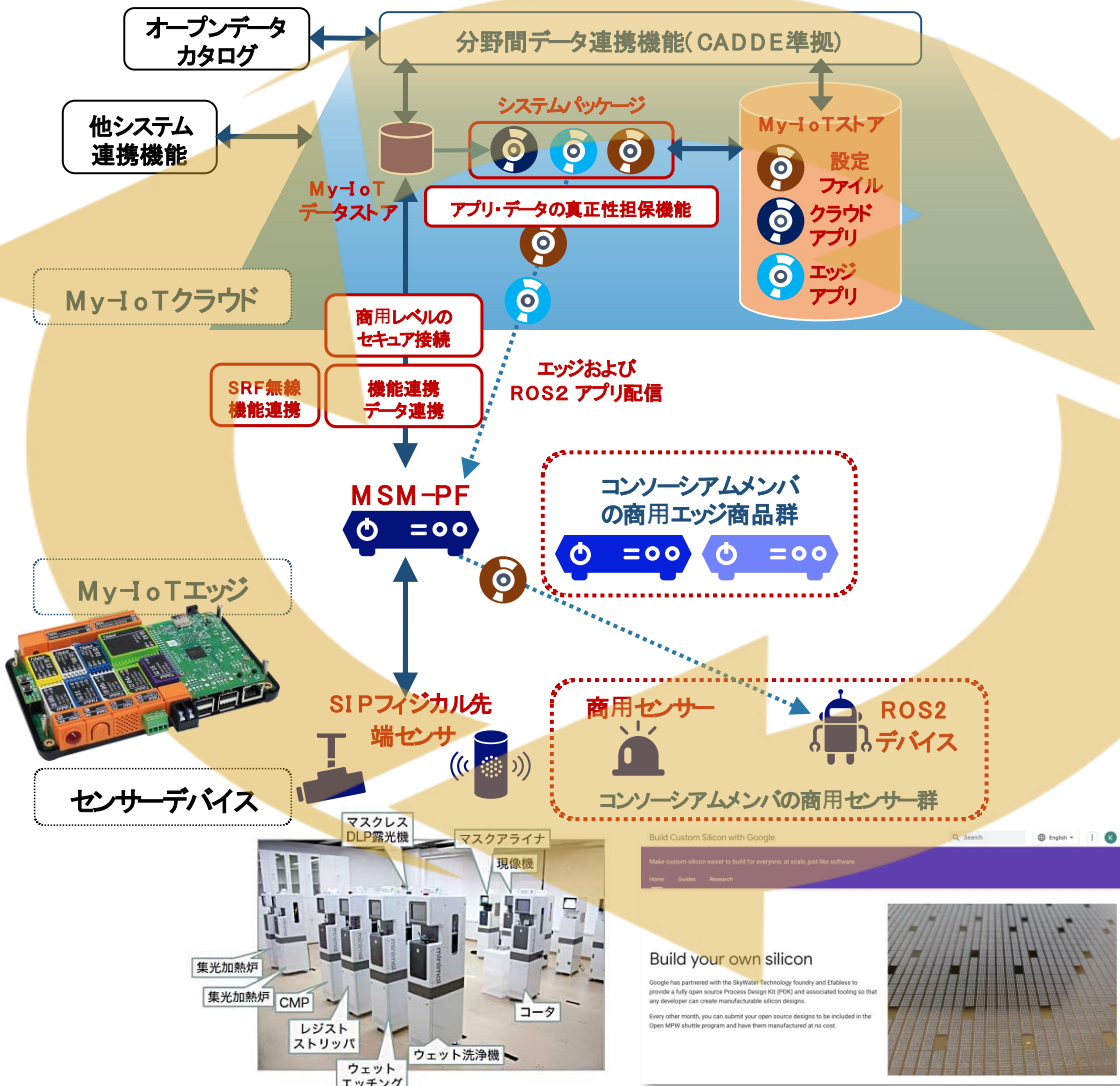 オープンデータ
カタログ
分野間データ連携機能(CADDE準拠)
他システム
連携機能
システムパッケージ
My-IoTストア
設定
ファイル
クラウド
アプリ
エッジ
アプリ
My-IoT
データストア
アプリ・データの真正性担保機能
My-IoTクラウド
商用レベルの
セキュア接続
SRF無線
機能連携
機能連携
データ連携
エッジおよび
ROS2 アプリ配信
MSM-PF
コンソーシアムメンバ
の商用エッジ商品群
My-IoTエッジ
SIPフィジカル先
端センサ
商用センサー
ROS2
デバイス
コンソーシアムメンバの商用センサー群
センサーデバイス
マスクレス
DLP露光機
マスクアライナ
現像機
集光加熱炉
集光加熱炉
CMP
レジスト
ストリッパ
ウェット
エッチング
ウェット洗浄機
コータ
minimal
Build Custom Silicon with Google
Search
English
K
Make custom silicon easier to build for everyone, at scale, just like software.
Home Guides Research
Build your own silicon
Google has partnered with the SkyWater Technology foundry and Efabless to
provide a fully open source Process Design Kit (PDK) and associated tooling so that
any developer can create manufacturable silicon designs.
Every other month, you can submit your open source designs to be included in the
Open MPW shuttle program and have them manufactured at no cost.